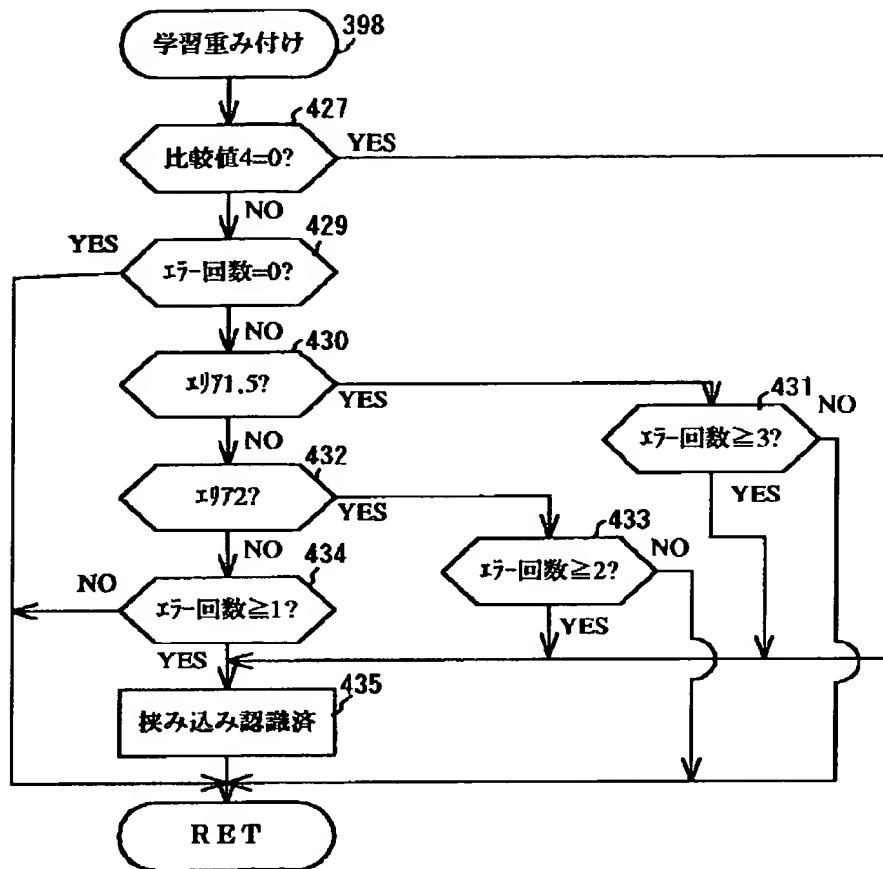 学習重み付け
398
427
比較値4=0?
YES
NO
429
YES
ｴﾗｰ回数=0?
NO
430
ｴﾘｱ1.5?
YES
431
NO
ｴﾗｰ回数≧3?
YES
NO
432
ｴﾘｱ2?
YES
433
NO
ｴﾗｰ回数≧2?
YES
NO
434
NO
ｴﾗｰ回数≧1?
YES
435
挟み込み認識済
RET